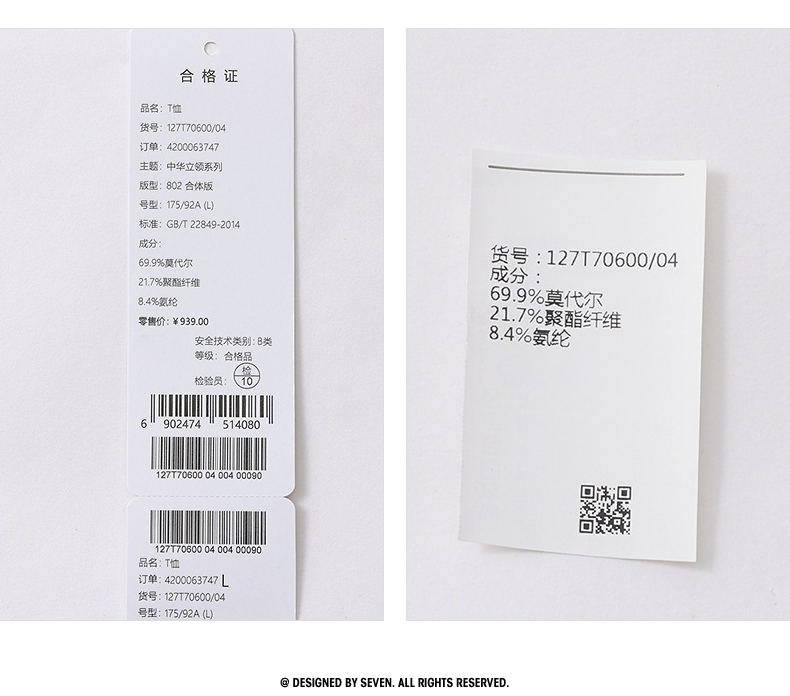 合格证
品名：T恤
货号：127T70600/04
订单：4200063747
主题：中华立领系列
版型：802 合体版
号型：175/92A (L)
标准：GB/T 22849-2014
成分：
69.9%莫代尔
21.7%聚酯纤维
8.4%氨纶
零售价：￥939.00
安全技术类别：B类
等级：合格品
检验员：检 10
6 902474 514080
127T70600 04 004 00090
127T70600 04 004 00090
品名：T恤
订单：4200063747 L
货号：127T70600/04
号型：175/92A (L)
货号：127T70600/04
成分：
69.9%莫代尔
21.7%聚酯纤维
8.4%氨纶
@ DESIGNED BY SEVEN. ALL RIGHTS RESERVED.